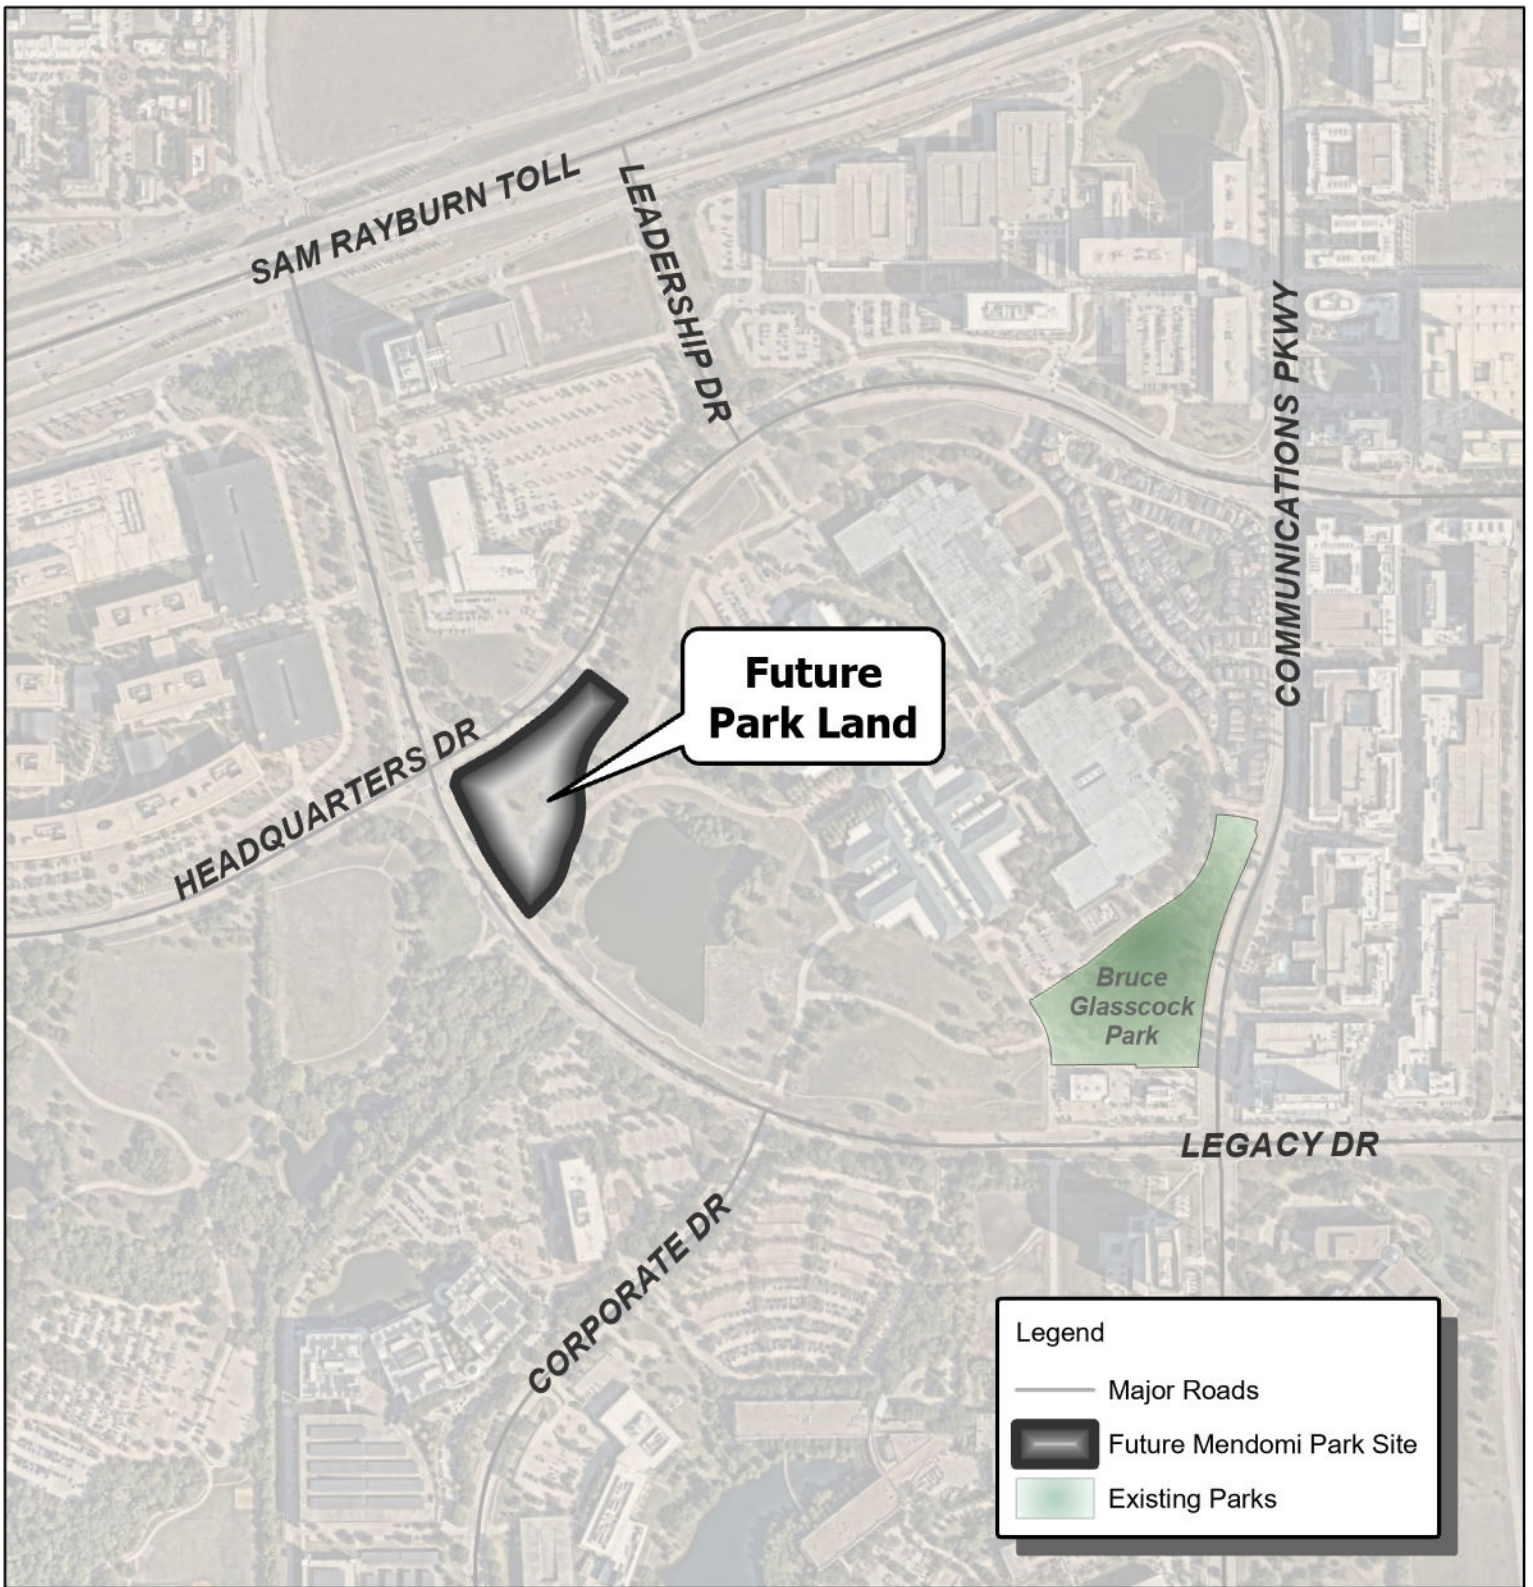 SAM RAYBURN TOLL
LEADERSHIP DR
COMMUNICATIONS PKWY
Future
Park Land
HEADQUARTERS DR
Bruce
Glasscock
Park
LEGACY DR
CORPORATE DR
Legend
Major Roads
Future Mendomi Park Site
Existing Parks